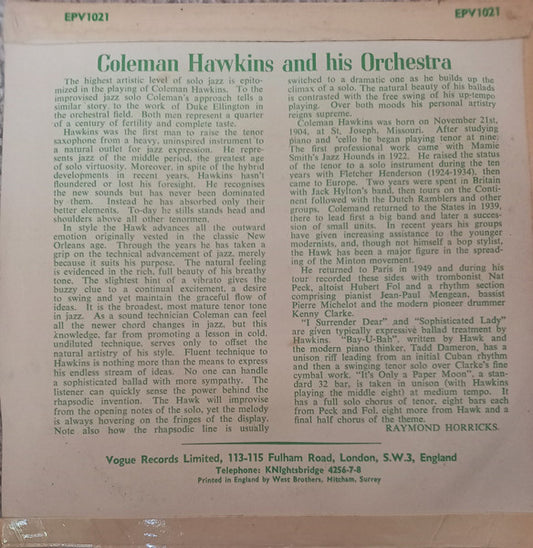 EPV1021
EPV1021
Coleman Hawkins and his Orchestra
The highest artistic level of solo jazz is epito-
mized in the playing of Coleman Hawkins. To the
improvised jazz solo Coleman's approach tells a
similar story to the work of Duke Ellington in
the orchestral field. Both men represent a quarter
of a century of fertility and complete taste.
Hawkins was the first man to raise the tenor
saxophone from a heavy, uninspired instrument to
a natural outlet for jazz expression. He repre-
sents jazz of the middle period, the greatest age
of solo virtuosity. Moreover, in spite of the hybrid
developments in recent years, Hawkins hasn't
floundered or lost his foresight. He recognises
the new sounds but has never been dominated
by them. Instead he has absorbed only their
better elements. To-day he stills stands head and
shoulders above all other tenormen.
In style the Hawk advances all the outward
emotion originally vested in the classic New
Orleans age. Through the years he has taken a
grip on the technical advancement of jazz, merely
because it suits his purpose. The natural feeling
is evidenced in the rich, full beauty of his breathy
tone. The slightest hint of a vibrato gives the
buzzy clue to a continual excitement, a desire
to swing and yet maintain the graceful flow of
ideas. It is the broadest, most mature tenor tone
in jazz. As a sound technician Coleman can feel
all the newer chord changes in jazz, but this
knowledge, far from promoting a lesson in cold,
undiluted technique, serves only to offset the
natural artistry of his style. Fluent technique to
Hawkins is nothing more than the means to express
his endless stream of ideas. No one can handle
a sophisticated ballad with more sympathy. The
listener can quickly sense the power behind the
rhapsodic invention. The Hawk will improvise
from the opening notes of the solo, yet the melody
is always hovering on the fringes of the display.
Note also how the rhapsodic line is usually
switched to a dramatic one as he builds up the
climax of a solo. The natural beauty of his ballads
is contrasted with the free swing of his up-tempo
playing. Over both moods his personal artistry
reigns supreme.
Coleman Hawkins was born on November 21st,
1904, at St. Joseph, Missouri. After studying
piano and 'cello he began playing tenor at nine.
The first professional work came with Mamie
Smith's Jazz Hounds in 1922. He raised the status
of the tenor to a solo instrument during the ten
years with Fletcher Henderson (1924-1934), then
came to Europe. Two years were spent in Britain
with Jack Hylton's band, then tours on the Conti-
nent followed with the Dutch Ramblers and other
groups. Colemand returned to the States in 1939,
there to lead first a big band and later a succes-
sion of small units. In recent years his groups
have given increasing assistance to the younger
modernists, and, though not himself a bop stylist,
the Hawk has been a major figure in the spread-
ing of the Minton movement.
He returned to Paris in 1949 and during his
tour recorded these sides with trombonist Nat
Peck, altoist Hubert Fol and a rhythm section
comprising pianist Jean-Paul Mengean, bassist
Pierre Michelot and the modern pioneer drummer
Kenny Clarke.
"I Surrender Dear" and "Sophisticated Lady"
are given typically expressive ballad treatment by
Hawkins. "Bay-U-Bah", written by Hawk and
the modern piano thinker, Tadd Dameron, has a
unison riff leading from an initial Cuban rhythm
and then a swinging tenor solo over Clarke's fine
cymbal work. "It's Only a Paper Moon", a stan-
dard 32 bar, is taken in unison (with Hawkins
playing the middle eight) at medium tempo. It
has a full solo chorus of tenor, eight bars each
from Peck and Fol, eight more from Hawk and a
final half chorus of the theme.
RAYMOND HORRICKS.
Vogue Records Limited, 113-115 Fulham Road, London, S.W.3, England
Telephone: KNIghtsbridge 4256-7-8
Printed in England by West Brothers, Mitcham, Surrey